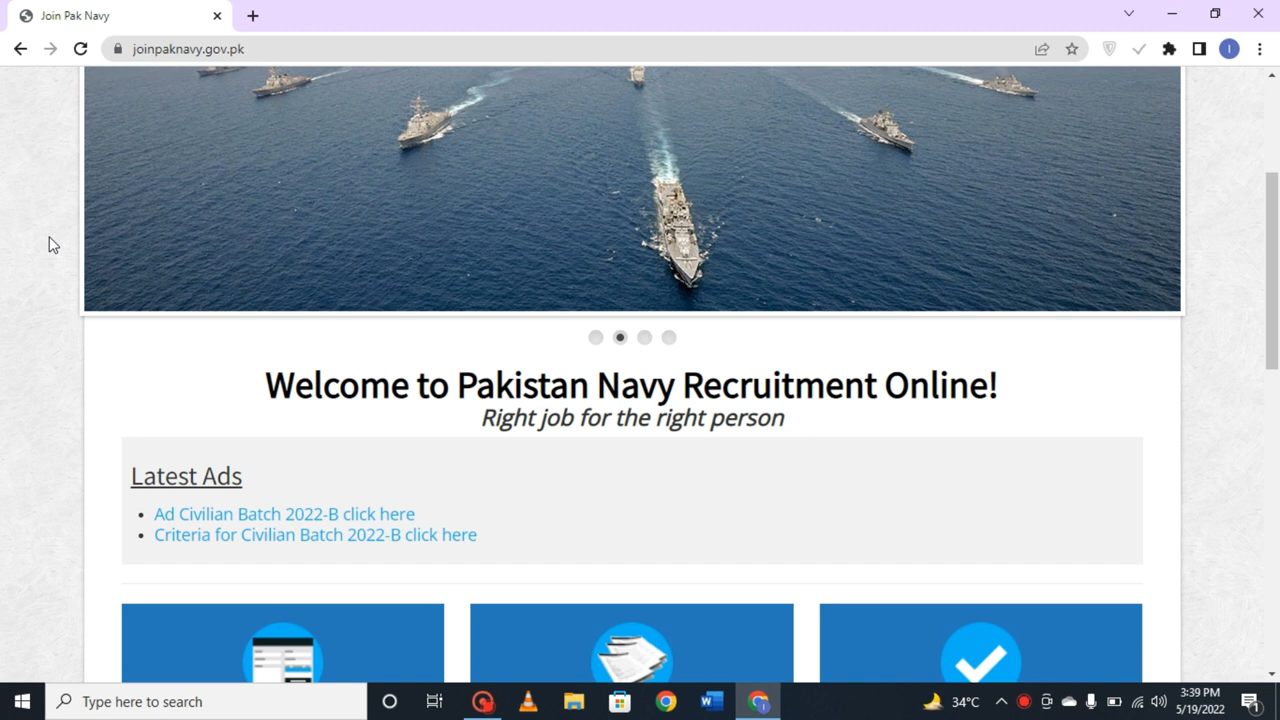 Join Pak Navy
joinpaknavy.gov.pk
I
Welcome to Pakistan Navy Recruitment Online!
Right job for the right person
Latest Ads
Ad Civilian Batch 2022-B click here
Criteria for Civilian Batch 2022-B click here
Type here to search
34°C
3:39 PM
5/19/2022
1